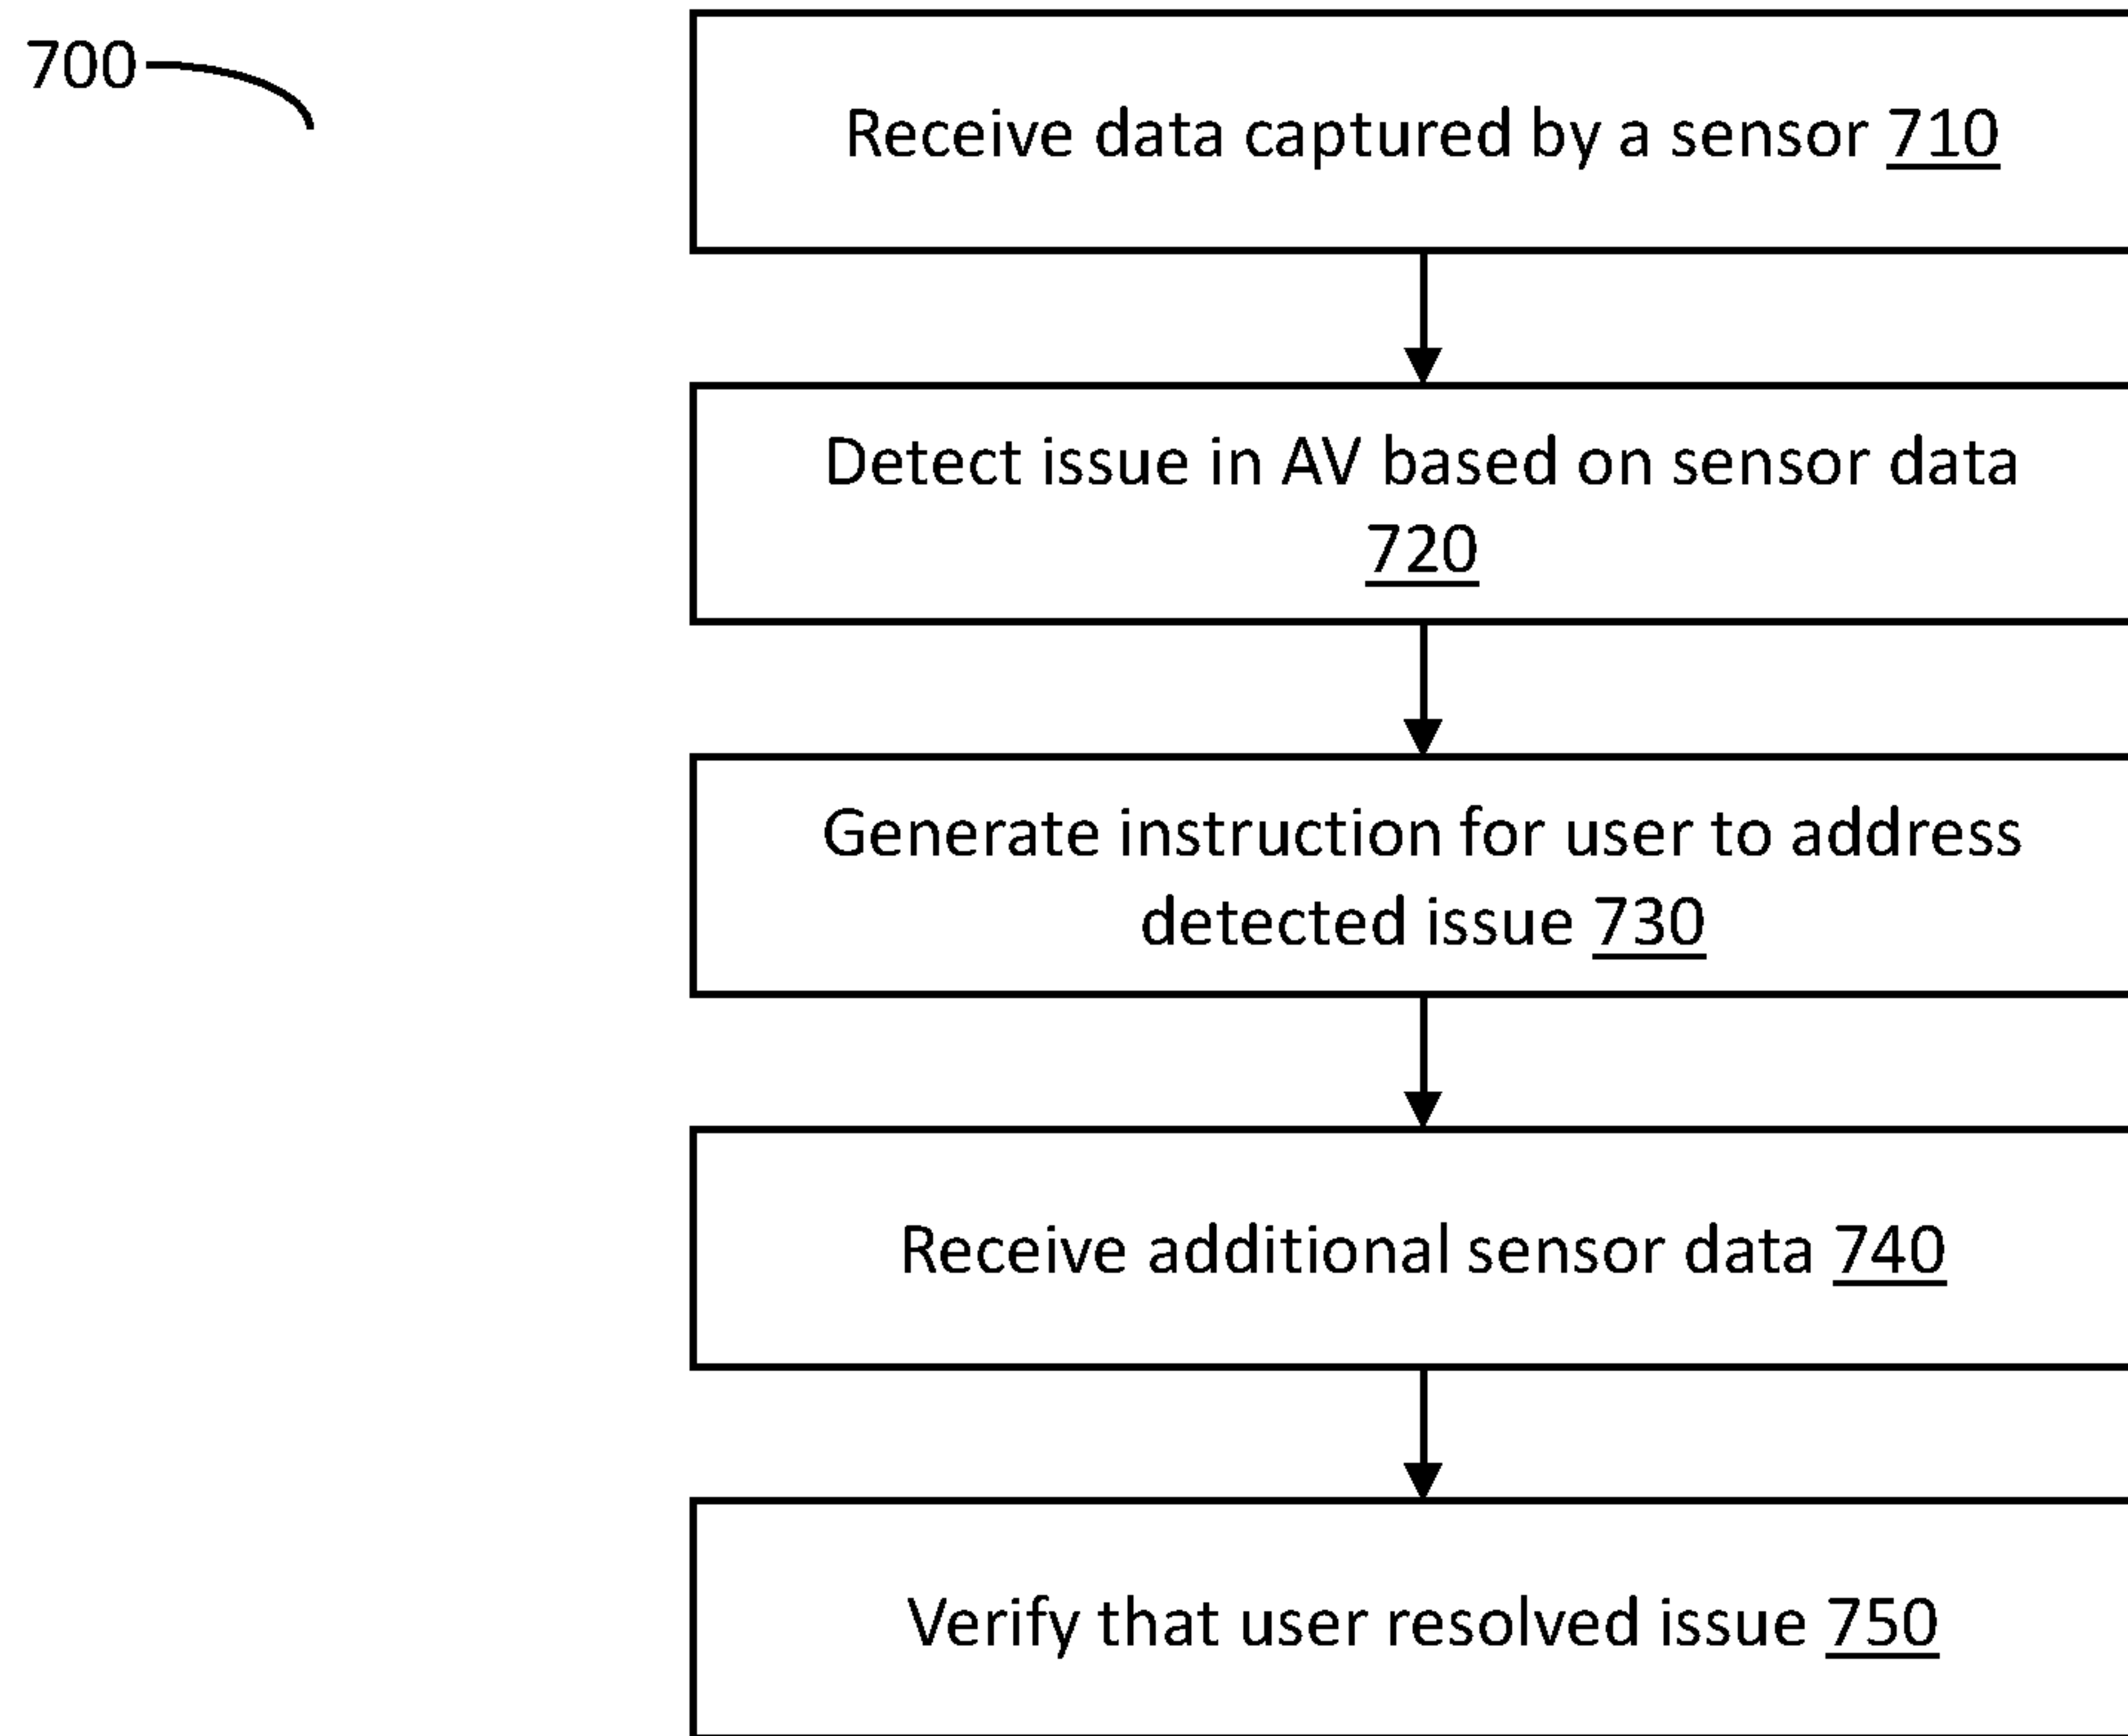 700
Receive data captured by a sensor 710
Detect issue in AV based on sensor data
720
Generate instruction for user to address
detected issue 730
Receive additional sensor data 740
Verify that user resolved issue 750